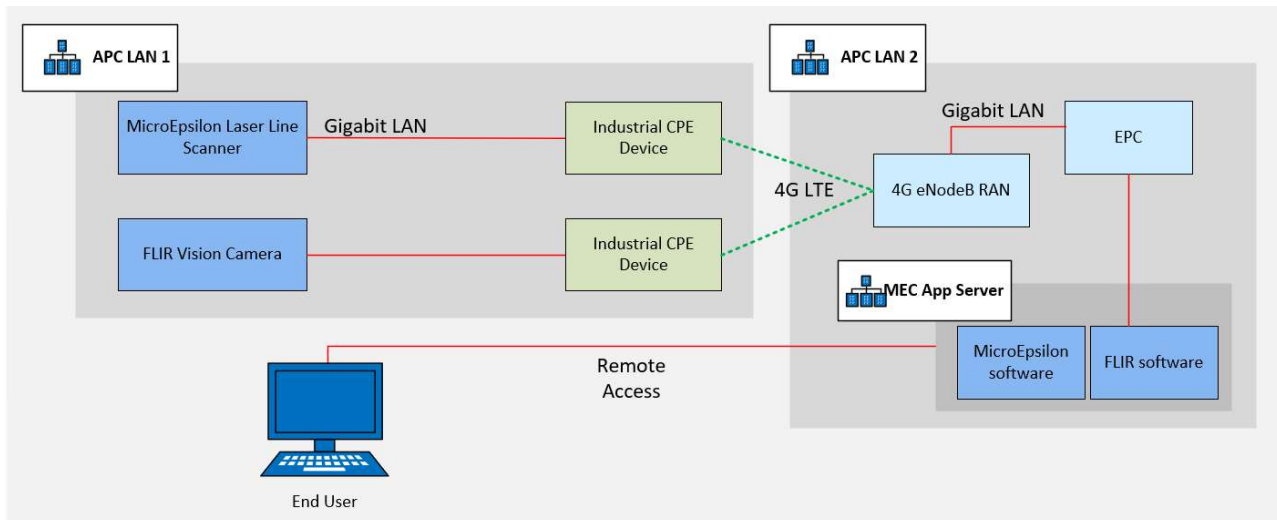 APC LAN 1
APC LAN 2
MicroEpsilon Laser Line
Scanner
Gigabit LAN
Industrial CPE
Device
Gigabit LAN
EPC
4G LTE
4G eNodeB RAN
FLIR Vision Camera
Industrial CPE
Device
MEC App Server
MicroEpsilon
software
FLIR software
Remote
Access
End User